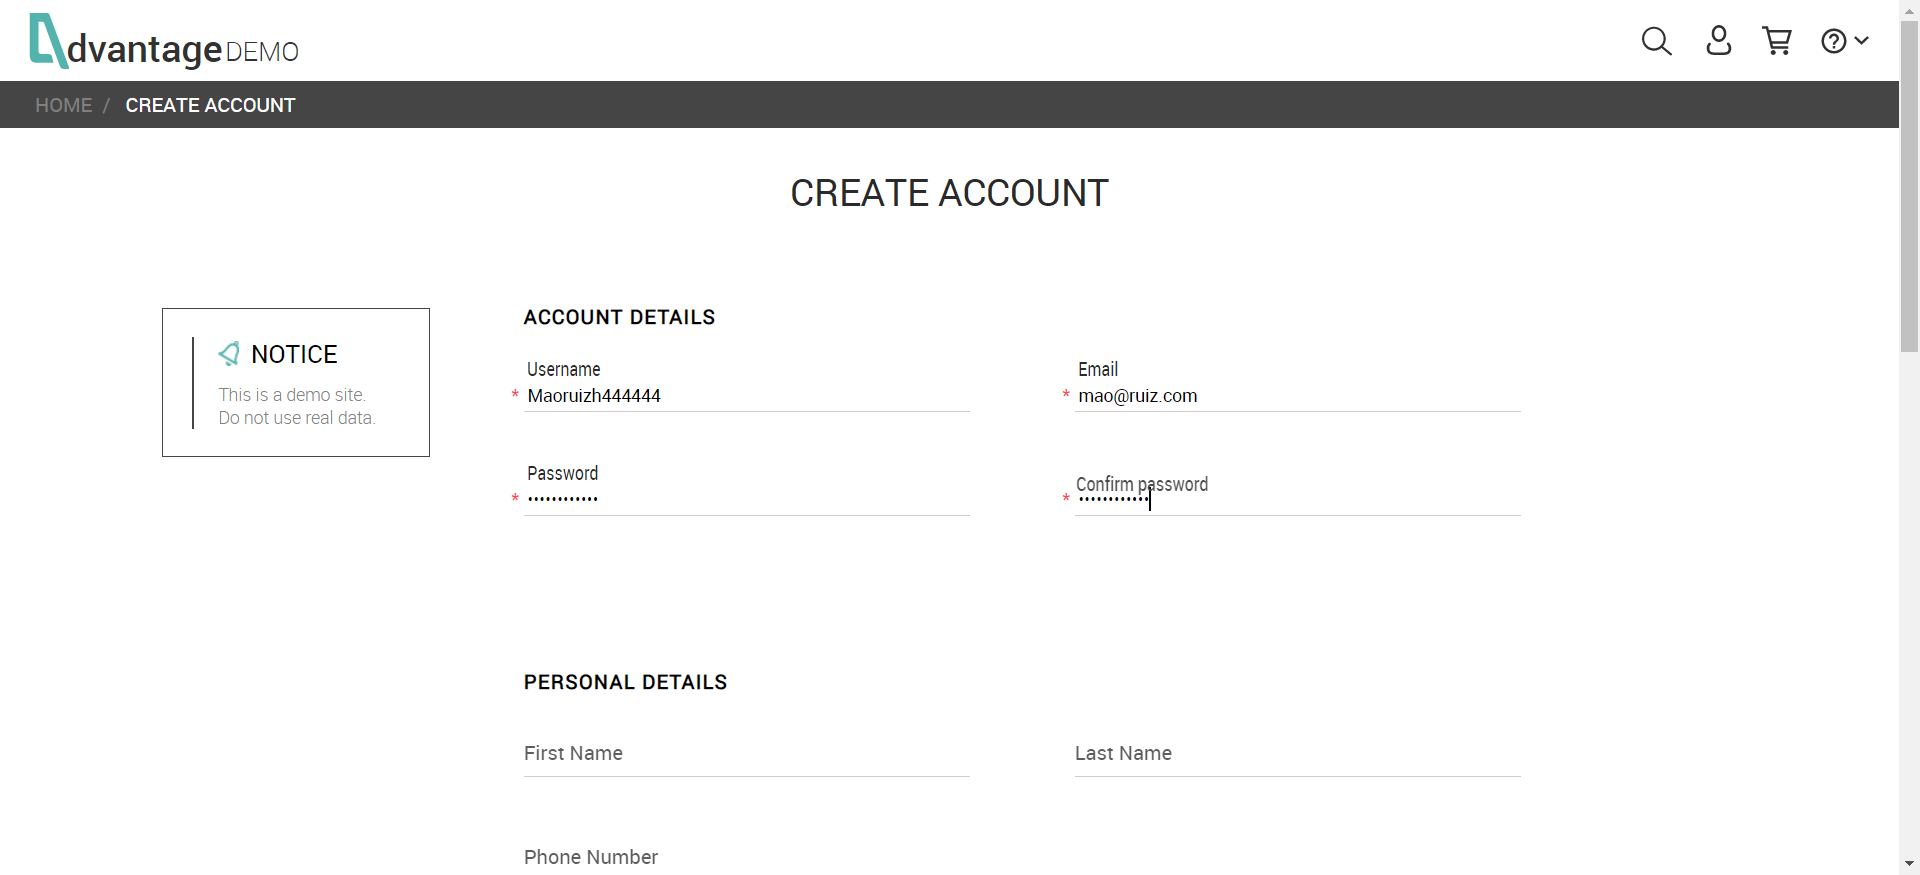 dvantage DEMO
HOME / CREATE ACCOUNT
CREATE ACCOUNT
NOTICE
This is a demo site.
Do not use real data.
ACCOUNT DETAILS
Username
* Maoruizh444444
Email
* mao@ruiz.com
Password
* ••••••••••••
Confirm password
* ••••••••••••
PERSONAL DETAILS
First Name
Last Name
Phone Number